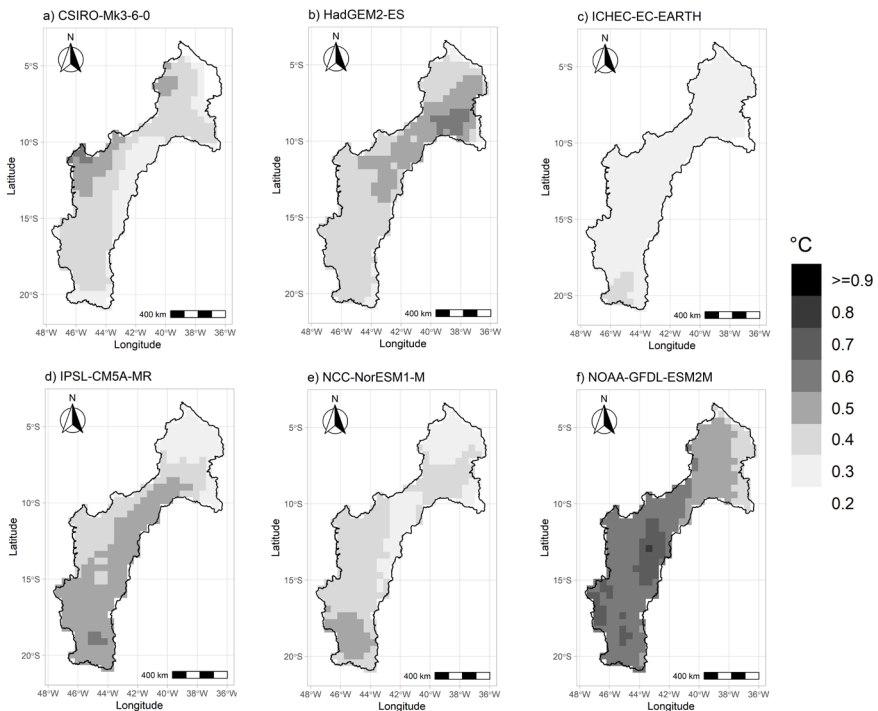 a) CSIRO-Mk3-6-0
N
5°S
10°S
15°S
20°S
Latitude
400 km
48°W 46°W 44°W 42°W 40°W 38°W 36°W
Longitude
b) HadGEM2-ES
N
5°S
10°S
15°S
20°S
Latitude
400 km
48°W 46°W 44°W 42°W 40°W 38°W 36°W
Longitude
c) ICHEC-EC-EARTH
N
5°S
10°S
15°S
20°S
Latitude
400 km
48°W 46°W 44°W 42°W 40°W 38°W 36°W
Longitude
d) IPSL-CM5A-MR
N
5°S
10°S
15°S
20°S
Latitude
400 km
48°W 46°W 44°W 42°W 40°W 38°W 36°W
Longitude
e) NCC-NorESM1-M
N
5°S
10°S
15°S
20°S
Latitude
400 km
48°W 46°W 44°W 42°W 40°W 38°W 36°W
Longitude
f) NOAA-GFDL-ESM2M
N
5°S
10°S
15°S
20°S
Latitude
400 km
48°W 46°W 44°W 42°W 40°W 38°W 36°W
Longitude
°C
>=0.9
0.8
0.7
0.6
0.5
0.4
0.3
0.2